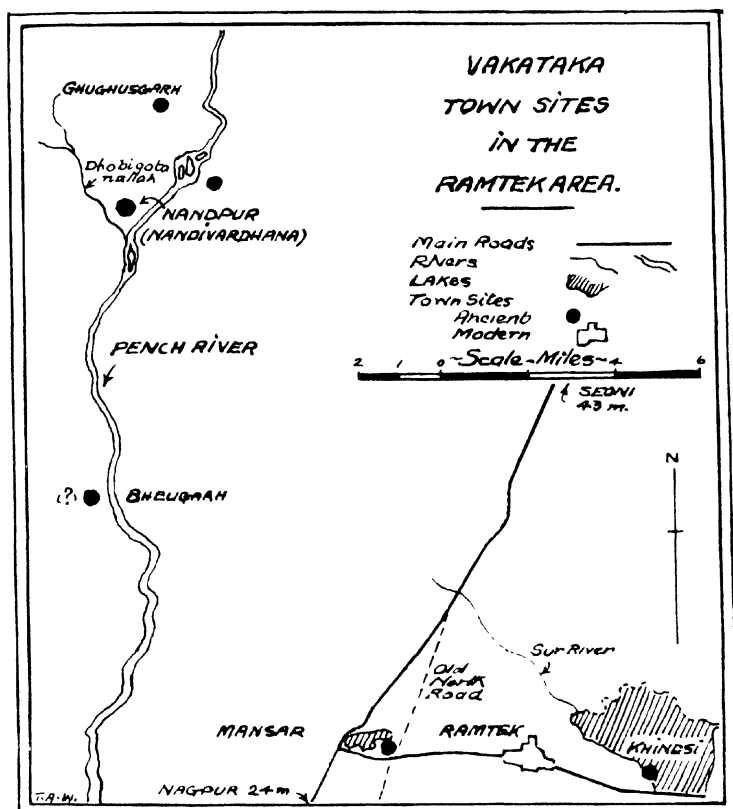 VAKATAKA
TOWN SITES
IN THE
RAMTEK AREA.
Main Roads
Rivers
LAKES
Town Sites
Ancient
Modern
2 1 0 ~Scale-Miles~ 4 6
SEONI
43 m.
GHUGHUSGARH
Dhobigota
nallah
NANDPUR
(NANDIVARDHANA)
PENCH RIVER
(?)
BHEUGARH
N
Sur River
Old
North
Road
MANSAR
RAMTEK
KHINDSI
NAGPUR 24m
T.A.W.